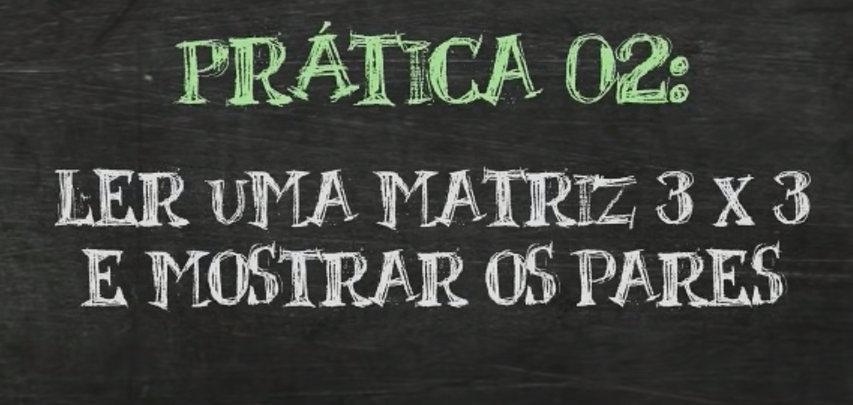 PRÁTICA 02:
LER UMA MATRIZ 3 X 3
E MOSTRAR OS PARES